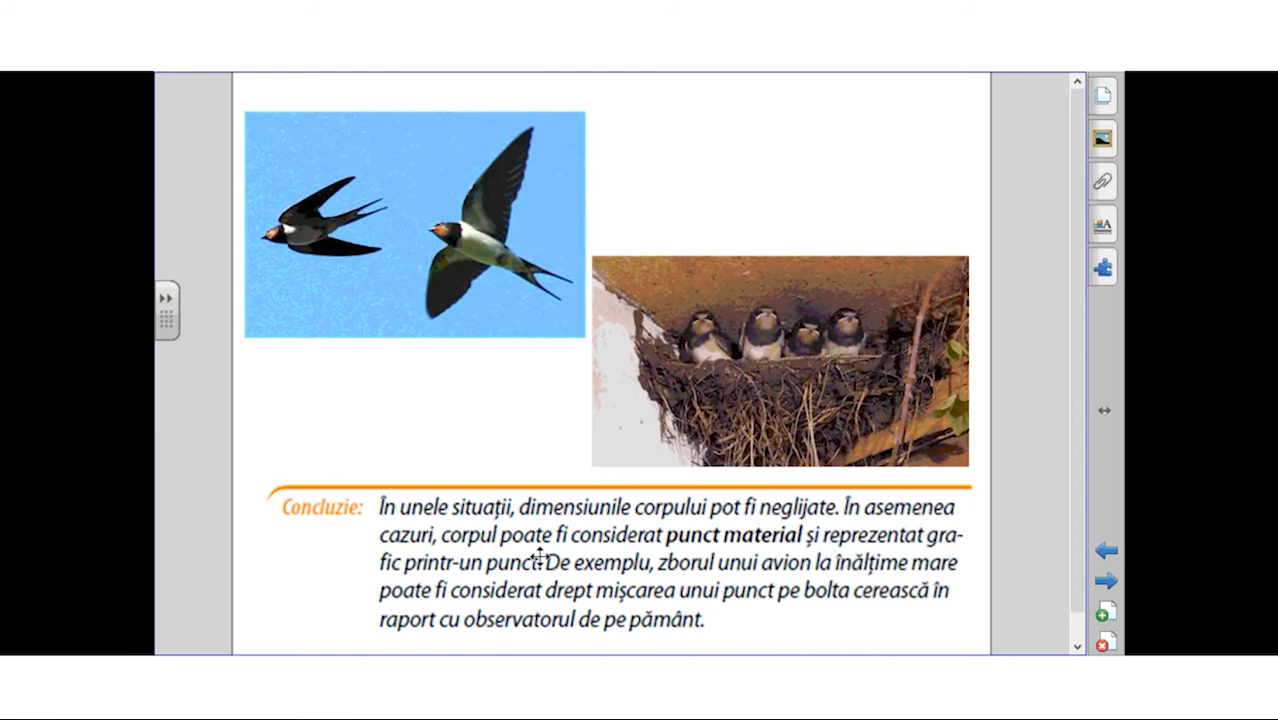 Concluzie: În unele situații, dimensiunile corpului pot fi neglijate. În asemenea
cazuri, corpul poate fi considerat punct material și reprezentat gra-
fic printr-un punct. De exemplu, zborul unui avion la înălțime mare
poate fi considerat drept mișcarea unui punct pe bolta cerească în
raport cu observatorul de pe pământ.